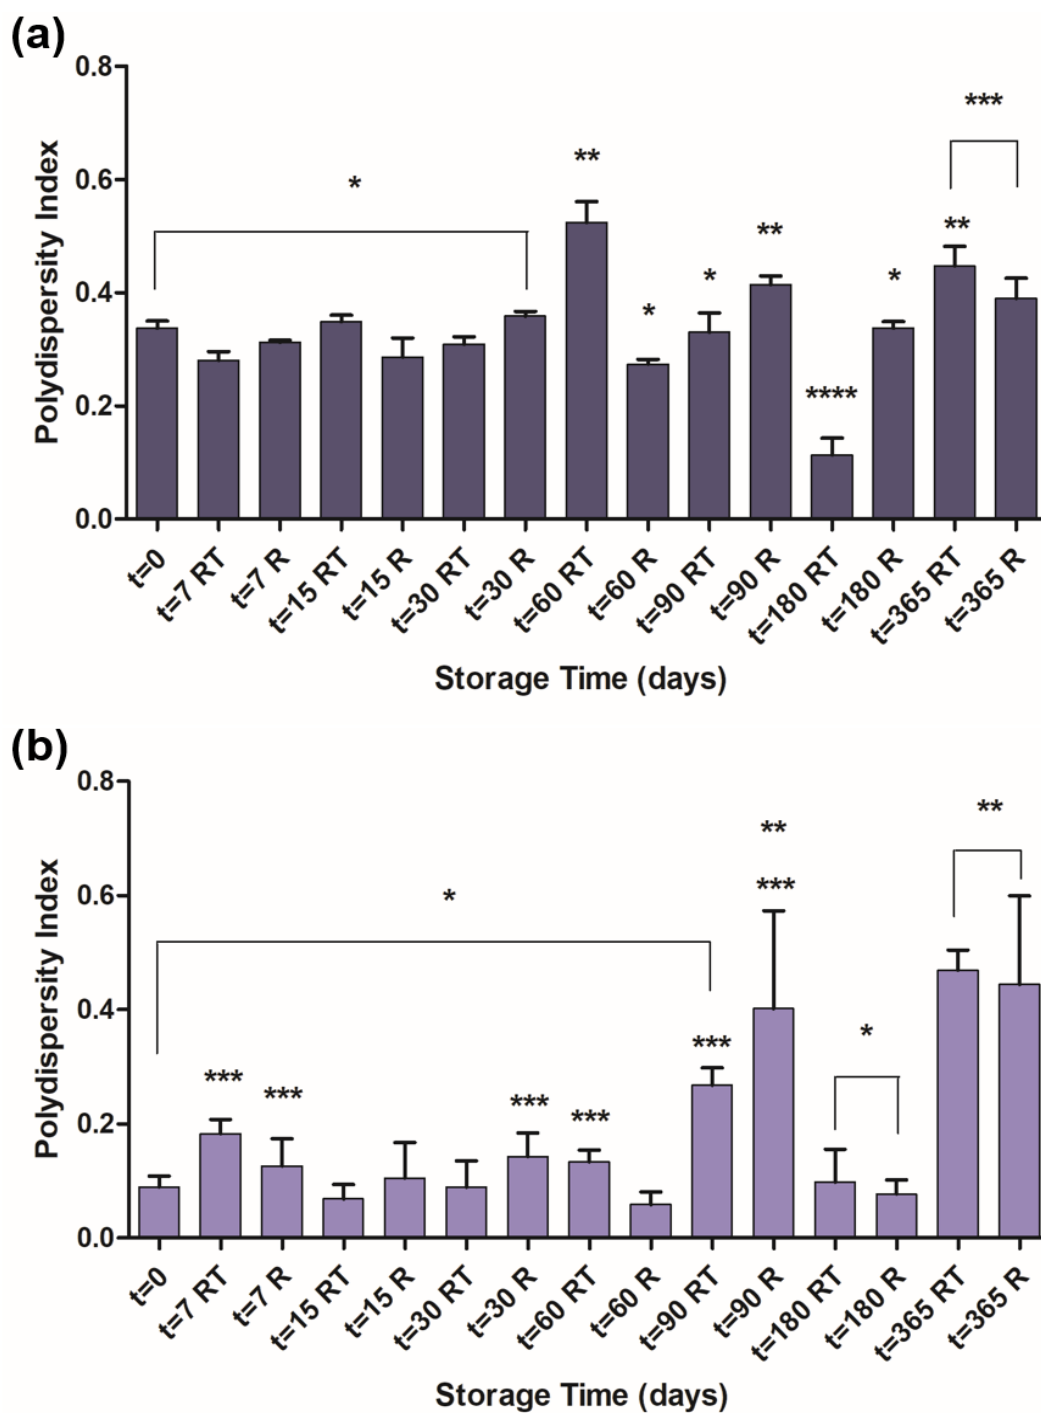 (a)
Polydispersity Index
0.8
0.6
0.4
0.2
0.0
*
**
*
*
**
****
*
**
***
t=0
t=7 RT
t=7 R
t=15 RT
t=15 R
t=30 RT
t=30 R
t=60 RT
t=60 R
t=90 RT
t=90 R
t=180 RT
t=180 R
t=365 RT
t=365 R
Storage Time (days)
(b)
Polydispersity Index
0.8
0.6
0.4
0.2
0.0
*
***
***
***
***
***
**
***
*
**
t=0
t=7 RT
t=7 R
t=15 RT
t=15 R
t=30 RT
t=30 R
t=60 RT
t=60 R
t=90 RT
t=90 R
t=180 RT
t=180 R
t=365 RT
t=365 R
Storage Time (days)